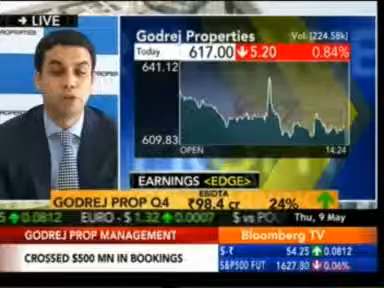 LIVE
PROPERTIES
Godrej Properties
Vol: [224.58k]
Today 617.00 5.20 0.84%
641.12
609.83
OPEN 14:24
EARNINGS <EDGE>
GODREJ PROP Q4
EBIDTA
₹98.4 cr 24%
0.0812 EURO - $ 1.32 0.0007 $ vs POU
Thu, 9 May
GODREJ PROP MANAGEMENT
Bloomberg TV
CROSSED $500 MN IN BOOKINGS
$-₹ 54.25 0.0812
S&P500 FUT 1627.80 0.06%